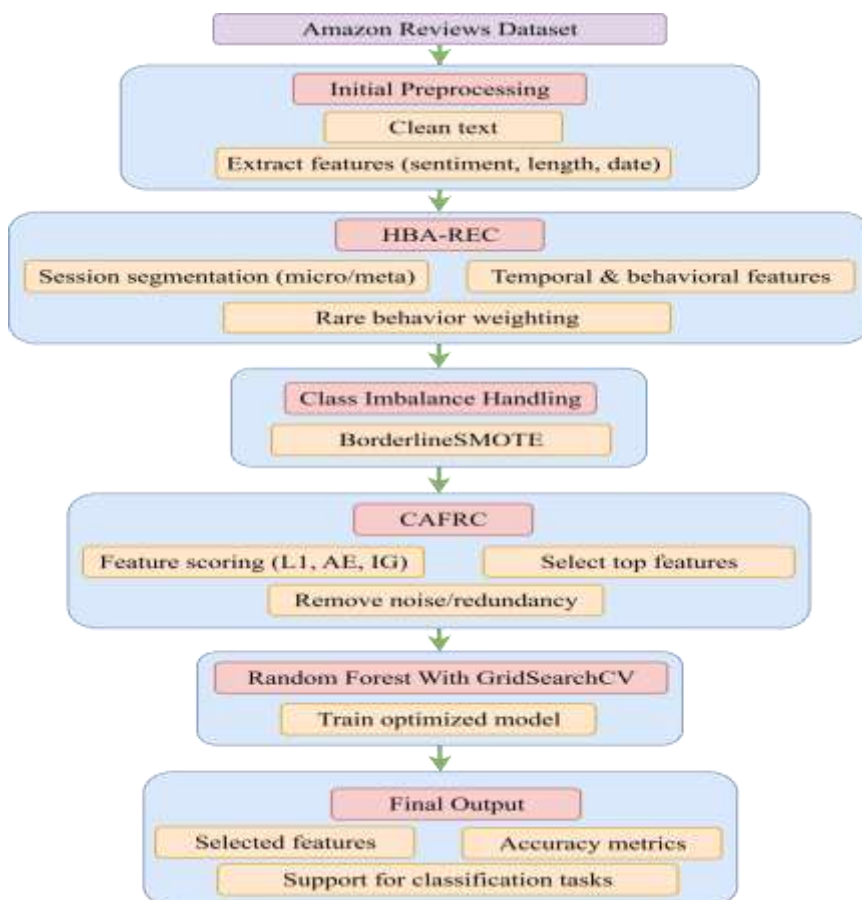 Amazon Reviews Dataset
Initial Preprocessing
Clean text
Extract features (sentiment, length, date)
HBA-REC
Session segmentation (micro/meta)
Temporal & behavioral features
Rare behavior weighting
Class Imbalance Handling
BorderlineSMOTE
CAFRC
Feature scoring (L1, AE, IG)
Select top features
Remove noise/redundancy
Random Forest With GridSearchCV
Train optimized model
Final Output
Selected features
Accuracy metrics
Support for classification tasks